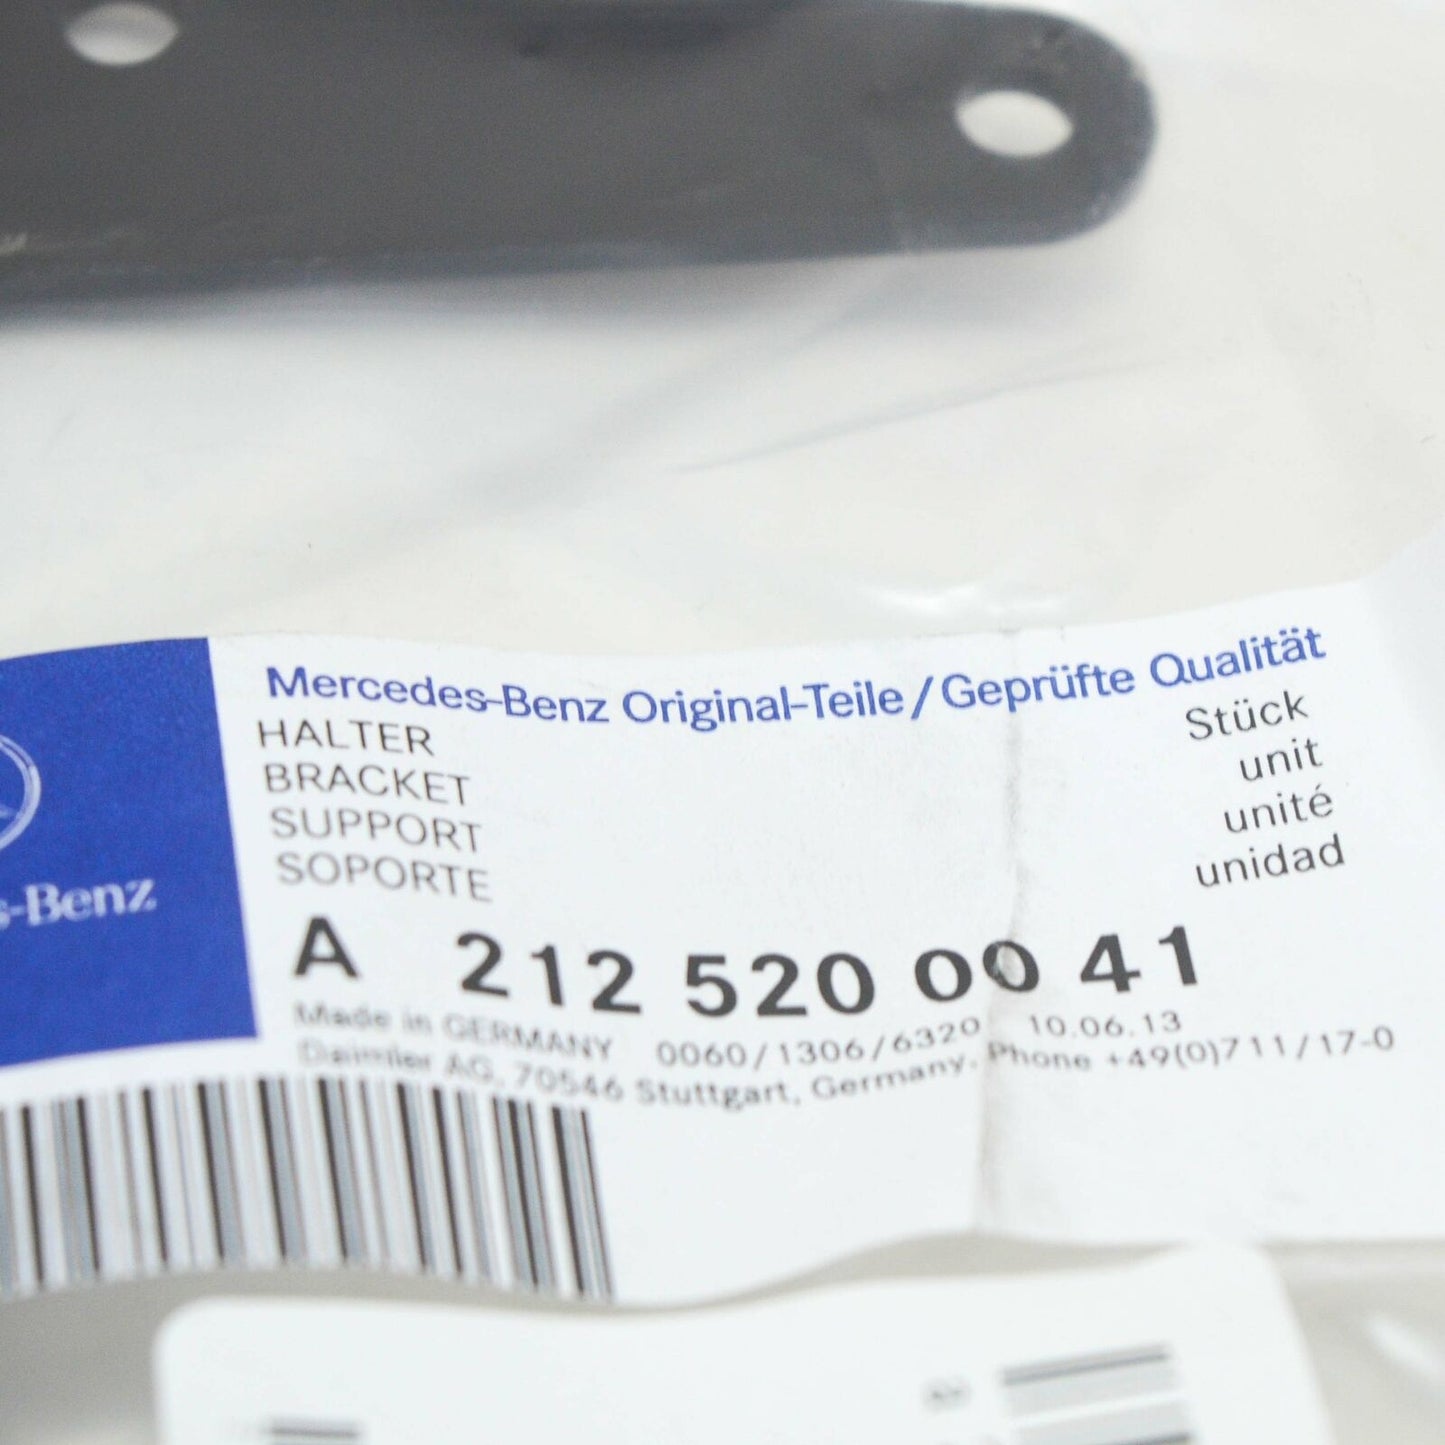 Mercedes-Benz Original-Teile/Geprüfte Qualität
HALTER
BRACKET
SUPPORT
SOPORTE
Stück
unit
unité
unidad
s-Benz
A 212 520 00 41
Made in GERMANY 0060/1306/6320 10.06.13
Daimler AG, 70546 Stuttgart, Germany, Phone +49(0)711/17-0